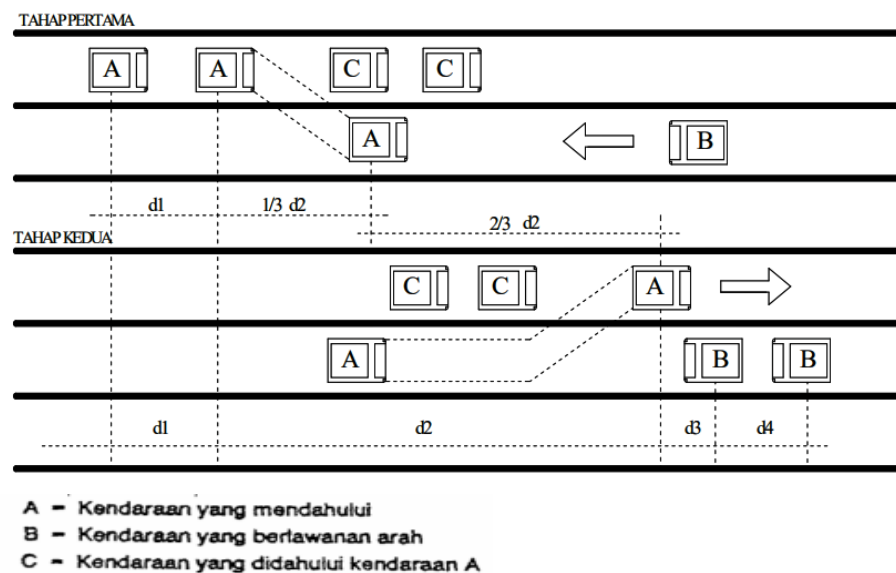 TAHAP PERTAMA
A A C C
A B
d1 1/3 d2
2/3 d2
TAHAP KEDUA
C C A
A B B
d1 d2 d3 d4
A = Kendaraan yang mendahului
B = Kendaraan yang berlawanan arah
C = Kendaraan yang didahului kendaraan A